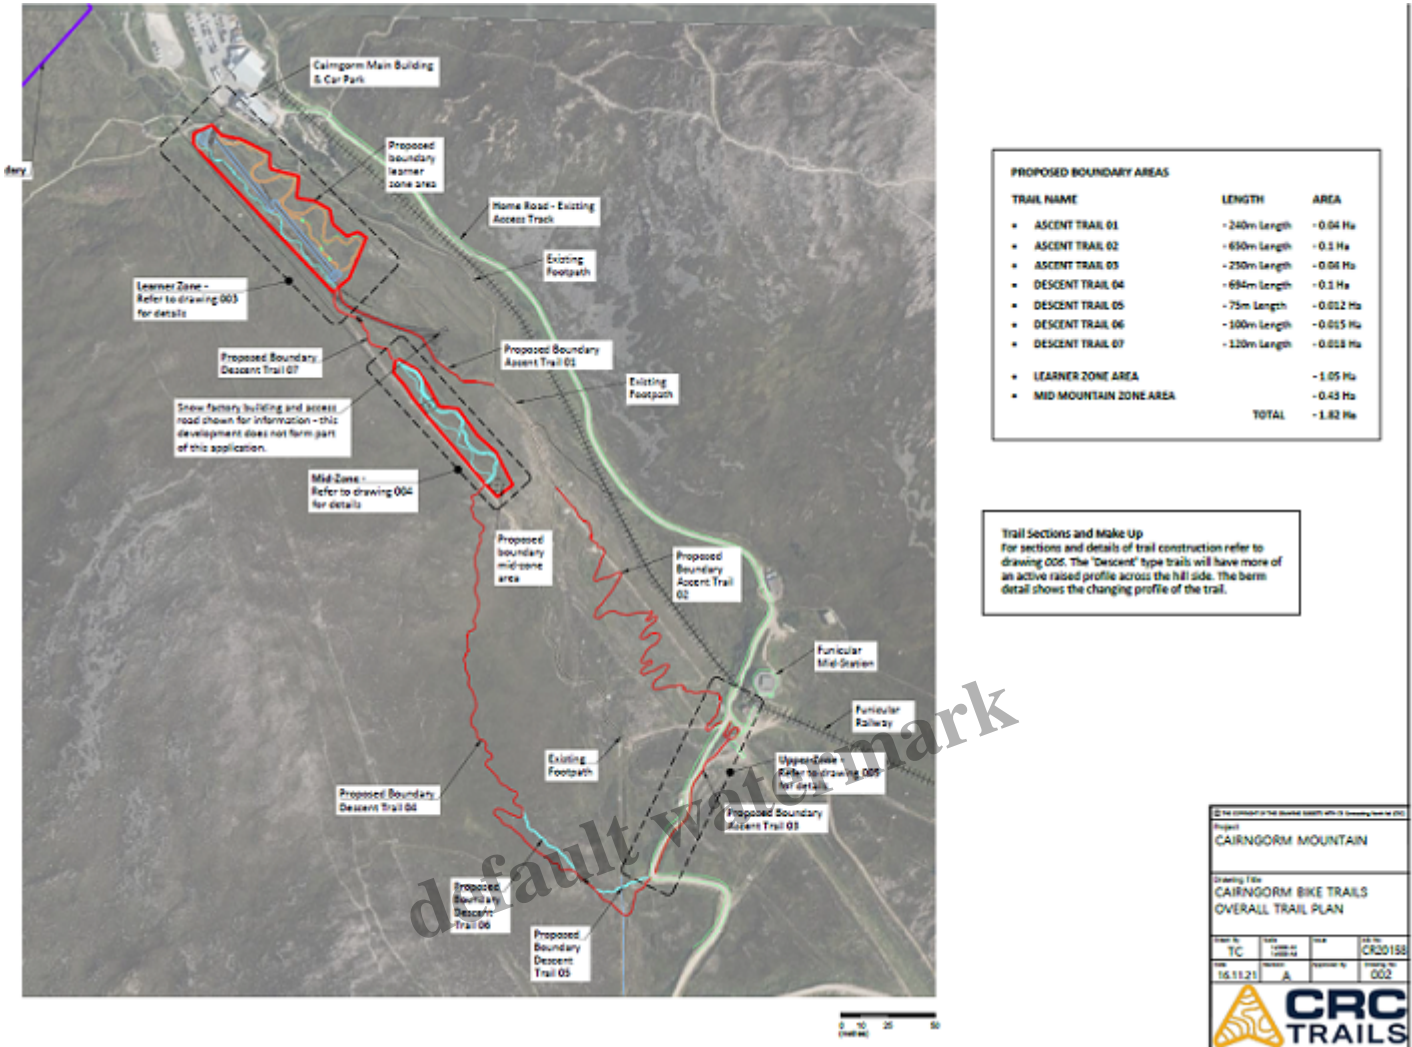 Cairngorm Main Building
& Car Park
Proposed
boundary
learner
zone area
dary
Home Road - Existing
Access Track
Existing
Footpath
Learner Zone -
Refer to drawing 003
for details
Proposed Boundary
Descent Trail 07
Proposed Boundary
Ascent Trail 01
Existing
Footpath
Snow factory building and access
road shown for information - this
development does not form part
of this application.
Mid-Zone -
Refer to drawing 004
for details
Proposed
boundary
mid-zone
area
Proposed
Boundary
Ascent Trail
02
Funicular
Mid-Station
Funicular
Railway
Existing
Footpath
Upper Zone -
Refer to drawing 005
for details.
Proposed Boundary
Descent Trail 04
Proposed Boundary
Ascent Trail 03
Proposed
Boundary
Descent
Trail 06
Proposed
Boundary
Descent
Trail 05
default watermark
PROPOSED BOUNDARY AREAS
TRAIL NAME LENGTH AREA
• ASCENT TRAIL 01 - 240m Length - 0.04 Ha
• ASCENT TRAIL 02 - 650m Length - 0.1 Ha
• ASCENT TRAIL 03 - 250m Length - 0.04 Ha
• DESCENT TRAIL 04 - 694m Length - 0.1 Ha
• DESCENT TRAIL 05 - 75m Length - 0.012 Ha
• DESCENT TRAIL 06 - 100m Length - 0.015 Ha
• DESCENT TRAIL 07 - 120m Length - 0.018 Ha
• LEARNER ZONE AREA - 1.05 Ha
• MID MOUNTAIN ZONE AREA - 0.43 Ha
TOTAL - 1.82 Ha
Trail Sections and Make Up
For sections and details of trail construction refer to
drawing 006. The 'Descent' type trails will have more of
an active raised profile across the hill side. The berm
detail shows the changing profile of the trail.
0 10 25 50
(metres)
Project
CAIRNGORM MOUNTAIN
Drawing Title
CAIRNGORM BIKE TRAILS
OVERALL TRAIL PLAN
TC CR20158
16.11.21 A 002
CRC
TRAILS